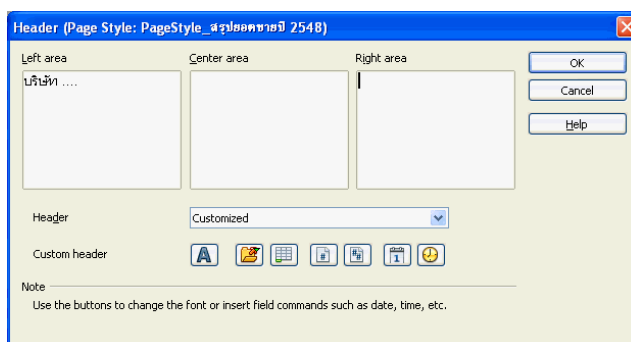 Header (Page Style: PageStyle_สรุปยอดขายปี 2548)
Left area
Center area
Right area
OK
บริษัท ....
Cancel
Help
Header
Customized
Custom header
Note
Use the buttons to change the font or insert field commands such as date, time, etc.